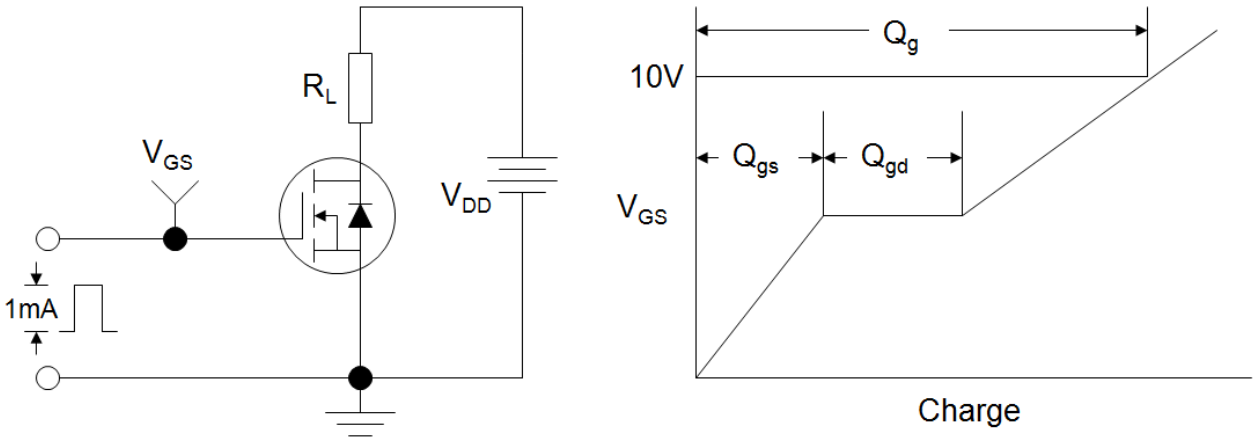 R_L
V_GS
V_DD
1mA
Q_g
10V
Q_gs
Q_gd
V_GS
Charge